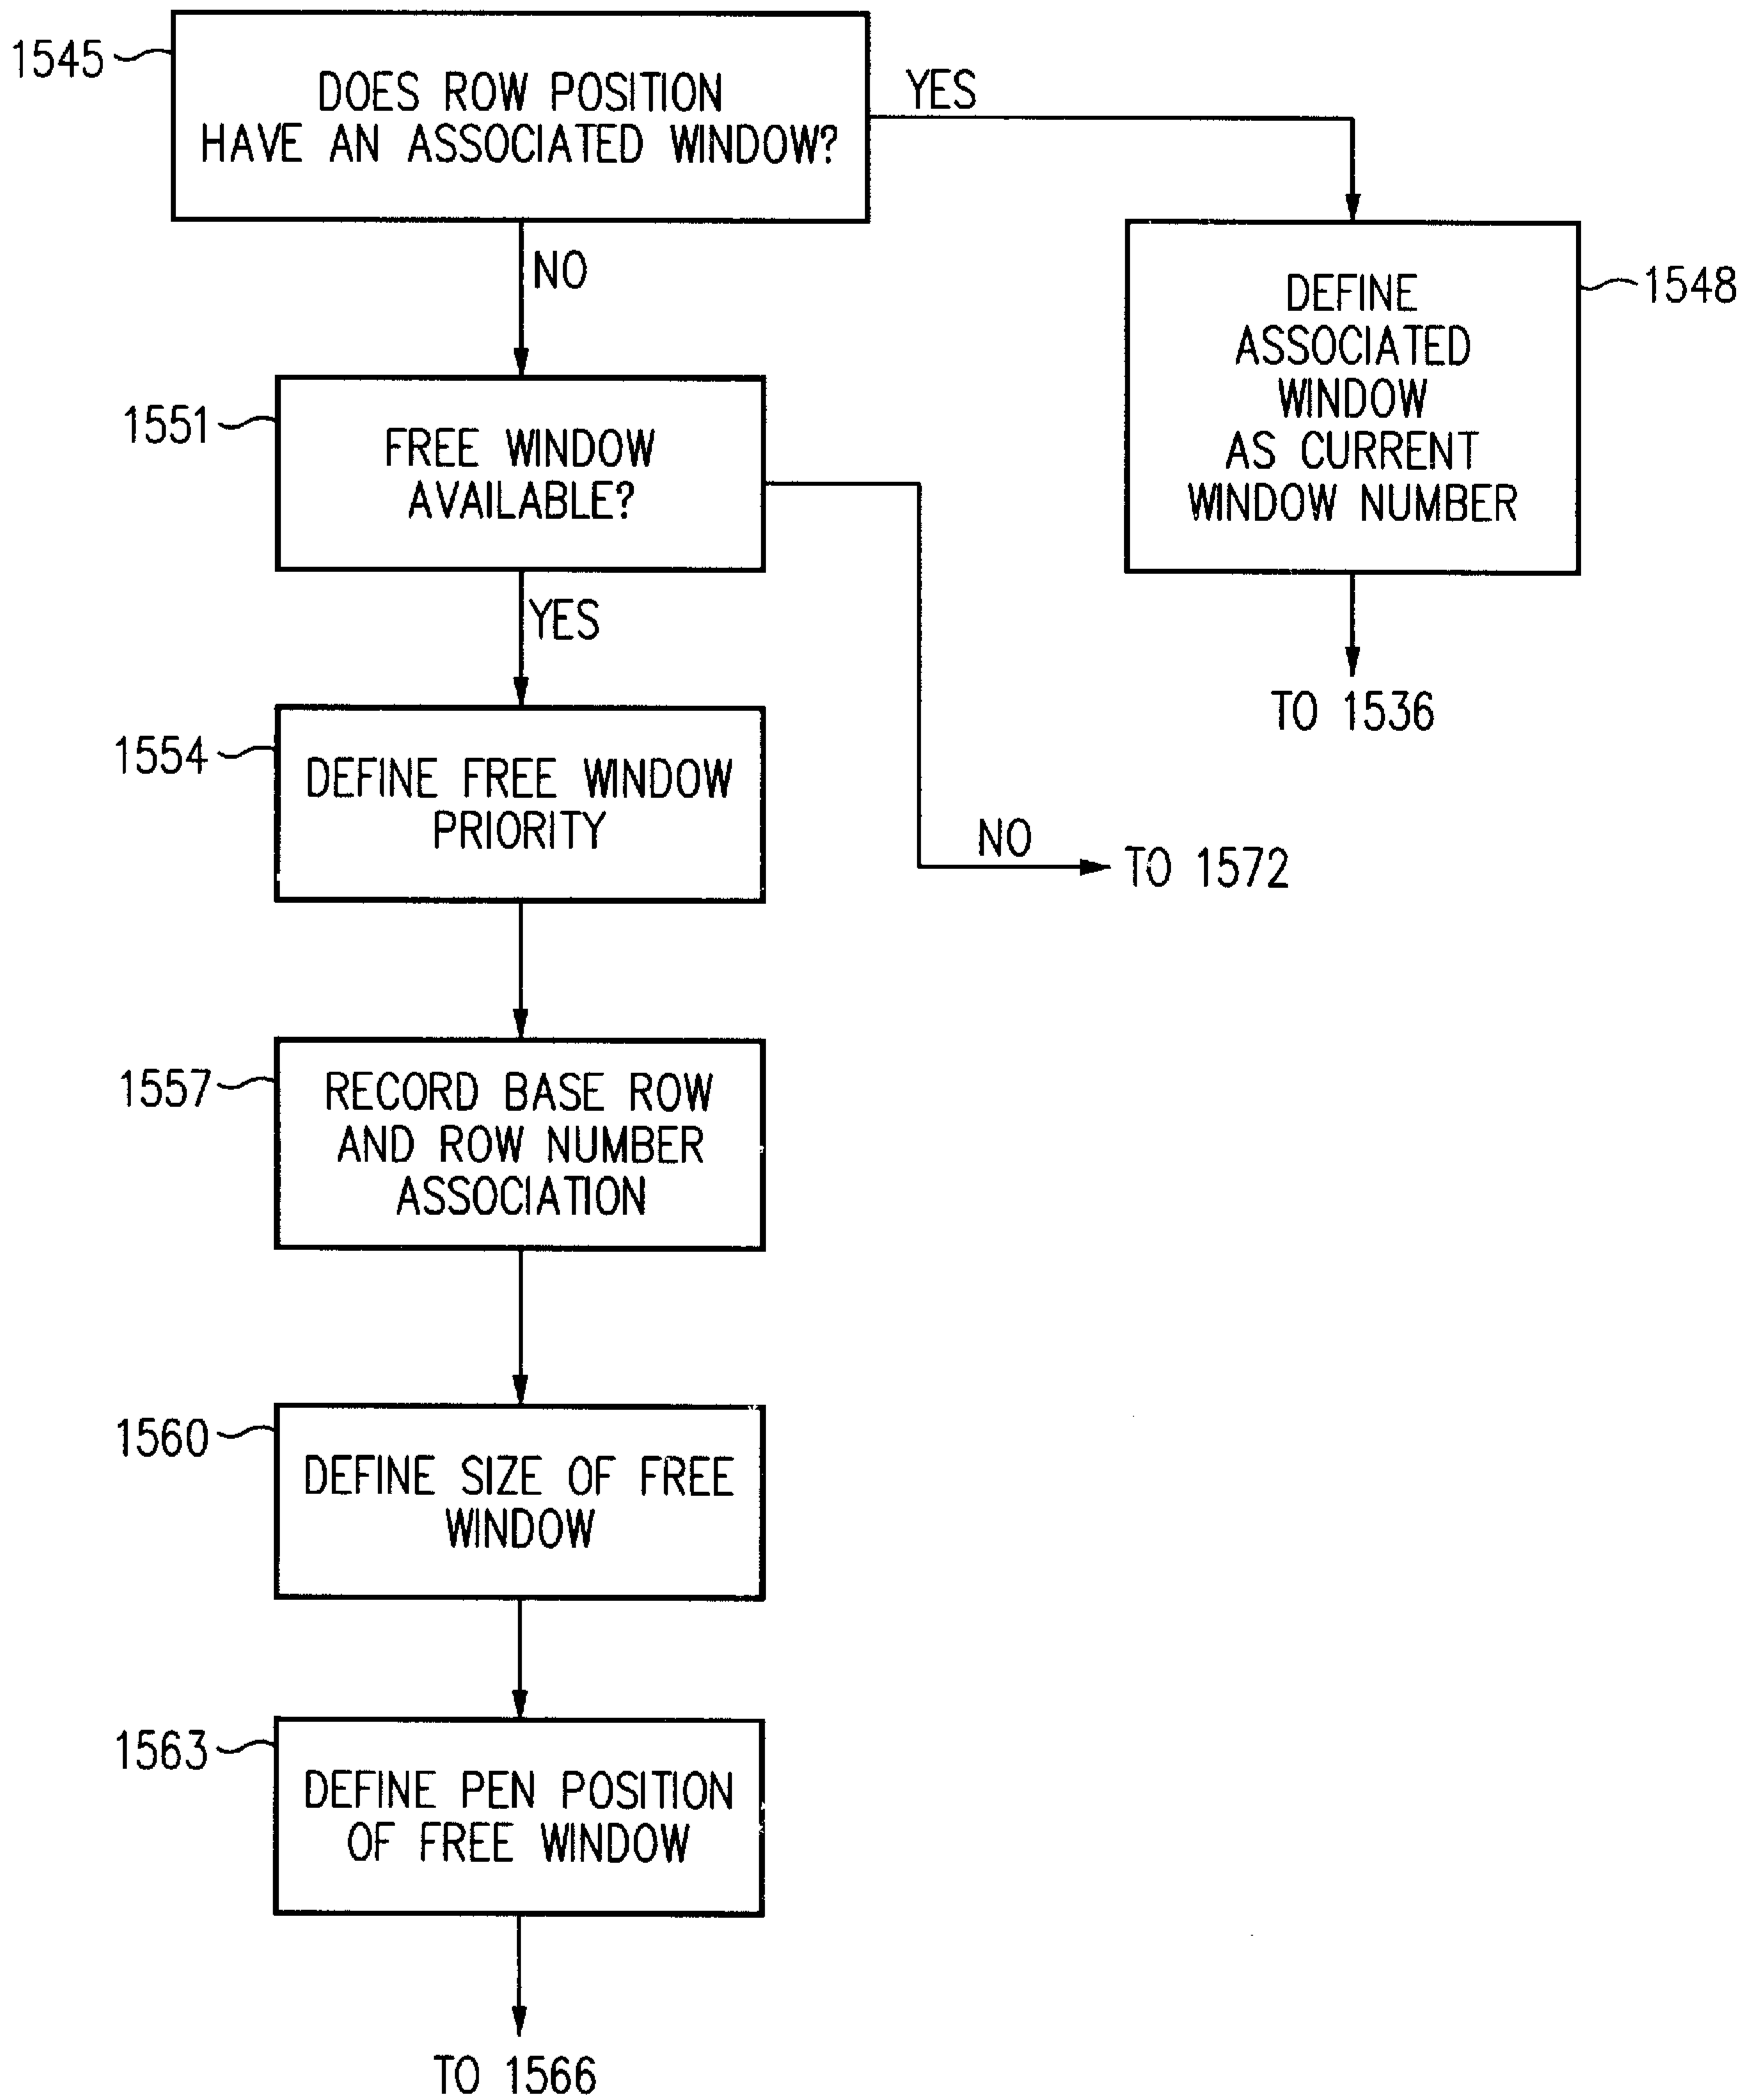 1545
DOES ROW POSITION
HAVE AN ASSOCIATED WINDOW?
YES
NO
1548
DEFINE
ASSOCIATED
WINDOW
AS CURRENT
WINDOW NUMBER
TO 1536
1551
FREE WINDOW
AVAILABLE?
YES
NO
TO 1572
1554
DEFINE FREE WINDOW
PRIORITY
1557
RECORD BASE ROW
AND ROW NUMBER
ASSOCIATION
1560
DEFINE SIZE OF FREE
WINDOW
1563
DEFINE PEN POSITION
OF FREE WINDOW
TO 1566